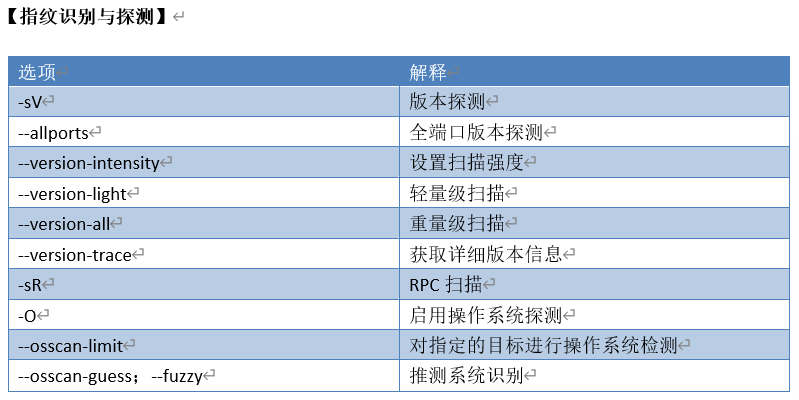 【指纹识别与探测】
选项 解释
-sV 版本探测
--allports 全端口版本探测
--version-intensity 设置扫描强度
--version-light 轻量级扫描
--version-all 重量级扫描
--version-trace 获取详细版本信息
-sR RPC 扫描
-O 启用操作系统探测
--osscan-limit 对指定的目标进行操作系统检测
--osscan-guess；--fuzzy 推测系统识别